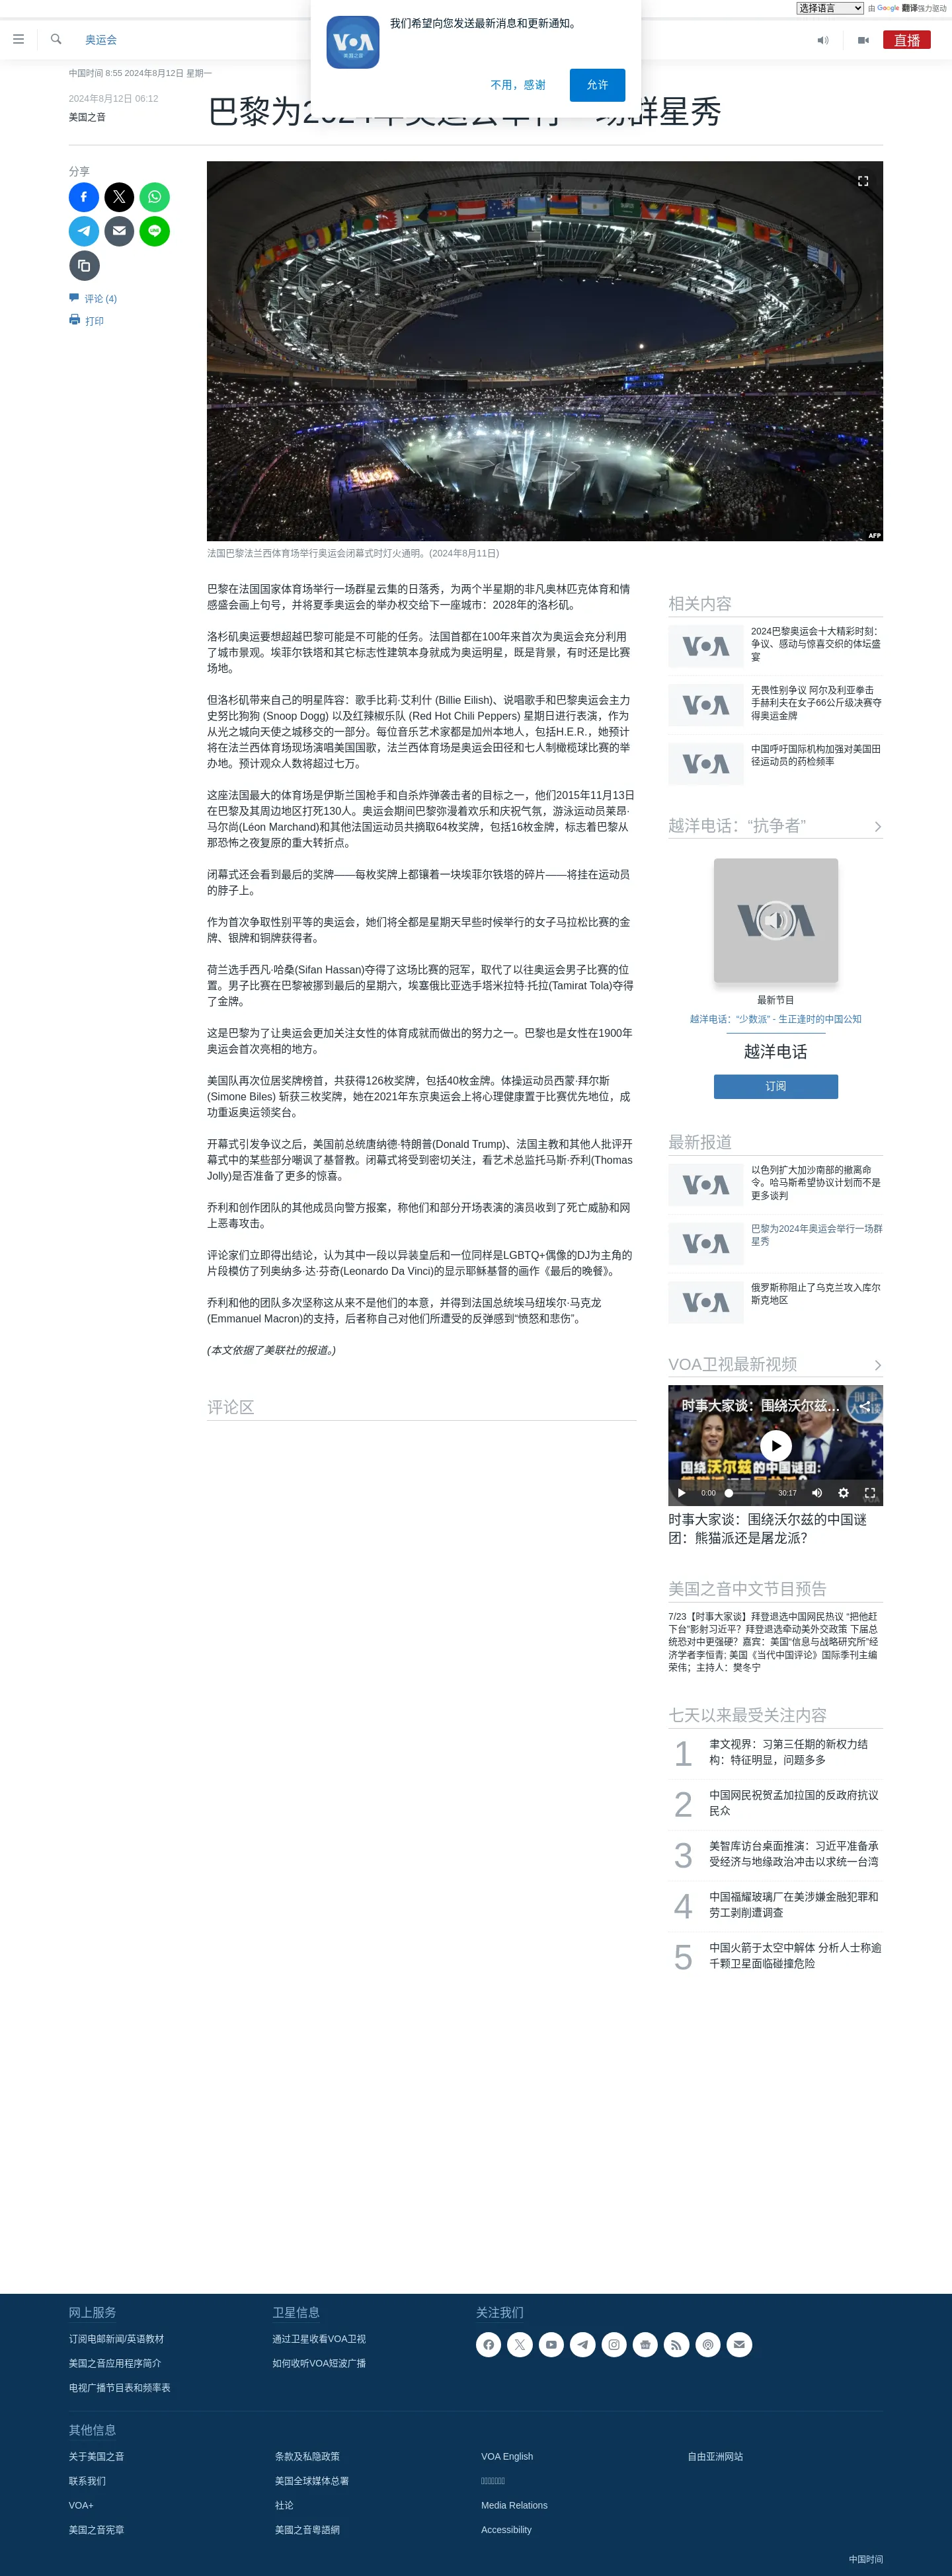 选择语言
由 Google 翻译强力驱动
奥运会
直播
VOA
美国之音
我们希望向您发送最新消息和更新通知。
不用，感谢
允许
中国时间 8:55 2024年8月12日 星期一
2024年8月12日 06:12
美国之音
巴黎为2024年奥运会举行一场群星秀
分享
评论 (4)
打印
AFP
法国巴黎法兰西体育场举行奥运会闭幕式时灯火通明。(2024年8月11日)
巴黎在法国国家体育场举行一场群星云集的日落秀，为两个半星期的非凡奥林匹克体育和情
感盛会画上句号，并将夏季奥运会的举办权交给下一座城市：2028年的洛杉矶。
洛杉矶奥运要想超越巴黎可能是不可能的任务。法国首都在100年来首次为奥运会充分利用
了城市景观。埃菲尔铁塔和其它标志性建筑本身就成为奥运明星，既是背景，有时还是比赛
场地。
但洛杉矶带来自己的明星阵容：歌手比莉·艾利什 (Billie Eilish)、说唱歌手和巴黎奥运会主力
史努比狗狗 (Snoop Dogg) 以及红辣椒乐队 (Red Hot Chili Peppers) 星期日进行表演，作为
从光之城向天使之城移交的一部分。每位音乐艺术家都是加州本地人，包括H.E.R.，她预计
将在法兰西体育场现场演唱美国国歌，法兰西体育场是奥运会田径和七人制橄榄球比赛的举
办地。预计观众人数将超过七万。
这座法国最大的体育场是伊斯兰国枪手和自杀炸弹袭击者的目标之一，他们2015年11月13日
在巴黎及其周边地区打死130人。奥运会期间巴黎弥漫着欢乐和庆祝气氛，游泳运动员莱昂·
马尔尚(Léon Marchand)和其他法国运动员共摘取64枚奖牌，包括16枚金牌，标志着巴黎从
那恐怖之夜复原的重大转折点。
闭幕式还会看到最后的奖牌——每枚奖牌上都镶着一块埃菲尔铁塔的碎片——将挂在运动员
的脖子上。
作为首次争取性别平等的奥运会，她们将全都是星期天早些时候举行的女子马拉松比赛的金
牌、银牌和铜牌获得者。
荷兰选手西凡·哈桑(Sifan Hassan)夺得了这场比赛的冠军，取代了以往奥运会男子比赛的位
置。男子比赛在巴黎被挪到最后的星期六，埃塞俄比亚选手塔米拉特·托拉(Tamirat Tola)夺得
了金牌。
这是巴黎为了让奥运会更加关注女性的体育成就而做出的努力之一。巴黎也是女性在1900年
奥运会首次亮相的地方。
美国队再次位居奖牌榜首，共获得126枚奖牌，包括40枚金牌。体操运动员西蒙·拜尔斯
(Simone Biles) 斩获三枚奖牌，她在2021年东京奥运会上将心理健康置于比赛优先地位，成
功重返奥运领奖台。
开幕式引发争议之后，美国前总统唐纳德·特朗普(Donald Trump)、法国主教和其他人批评开
幕式中的某些部分嘲讽了基督教。闭幕式将受到密切关注，看艺术总监托马斯·乔利(Thomas
Jolly)是否准备了更多的惊喜。
乔利和创作团队的其他成员向警方报案，称他们和部分开场表演的演员收到了死亡威胁和网
上恶毒攻击。
评论家们立即得出结论，认为其中一段以异装皇后和一位同样是LGBTQ+偶像的DJ为主角的
片段模仿了列奥纳多·达·芬奇(Leonardo Da Vinci)的显示耶稣基督的画作《最后的晚餐》。
乔利和他的团队多次坚称这从来不是他们的本意，并得到法国总统埃马纽埃尔·马克龙
(Emmanuel Macron)的支持，后者称自己对他们所遭受的反弹感到“愤怒和悲伤”。
(本文依据了美联社的报道。)
评论区
相关内容
VOA
2024巴黎奥运会十大精彩时刻：
争议、感动与惊喜交织的体坛盛
宴
VOA
无畏性别争议 阿尔及利亚拳击
手赫利夫在女子66公斤级决赛夺
得奥运金牌
VOA
中国呼吁国际机构加强对美国田
径运动员的药检频率
越洋电话：“抗争者”
VOA
最新节目
越洋电话：“少数派” - 生正逢时的中国公知
越洋电话
订阅
最新报道
VOA
以色列扩大加沙南部的撤离命
令。哈马斯希望协议计划而不是
更多谈判
VOA
巴黎为2024年奥运会举行一场群
星秀
VOA
俄罗斯称阻止了乌克兰攻入库尔
斯克地区
VOA卫视最新视频
时事大家谈：围绕沃尔兹…
时事
大家谈
围绕沃尔兹的中国谜团：
熊猫派还是屠龙派？
0:00
30:17
VOA
时事大家谈：围绕沃尔兹的中国谜
团：熊猫派还是屠龙派？
美国之音中文节目预告
7/23【时事大家谈】拜登退选中国网民热议 “把他赶
下台”影射习近平？拜登退选牵动美外交政策 下届总
统恐对中更强硬？嘉宾：美国“信息与战略研究所”经
济学者李恒青; 美国《当代中国评论》国际季刊主编
荣伟；主持人：樊冬宁
七天以来最受关注内容
1
聿文视界：习第三任期的新权力结
构：特征明显，问题多多
2
中国网民祝贺孟加拉国的反政府抗议
民众
3
美智库访台桌面推演：习近平准备承
受经济与地缘政治冲击以求统一台湾
4
中国福耀玻璃厂在美涉嫌金融犯罪和
劳工剥削遭调查
5
中国火箭于太空中解体 分析人士称逾
千颗卫星面临碰撞危险
网上服务
订阅电邮新闻/英语教材
美国之音应用程序简介
电视广播节目表和频率表
卫星信息
通过卫星收看VOA卫视
如何收听VOA短波广播
关注我们
其他信息
关于美国之音
条款及私隐政策
VOA English
自由亚洲网站
联系我们
美国全球媒体总署
VOA+
社论
Media Relations
美国之音宪章
美國之音粵語網
Accessibility
中国时间